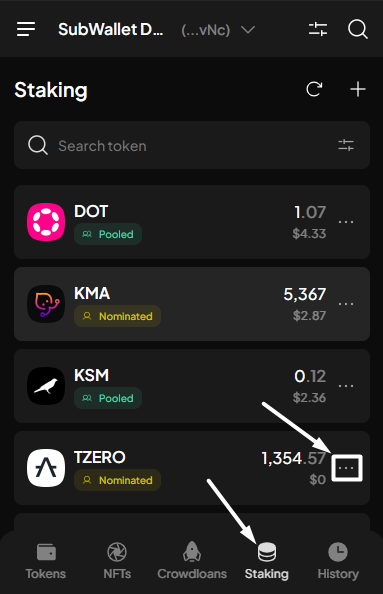 SubWallet D... (...vNc)
Staking
Search token
DOT 1.07
Pooled $4.33
KMA 5,367
Nominated $2.87
KSM 0.12
Pooled $2.36
TZERO 1,354.57
Nominated $0
Tokens NFTs Crowdloans Staking History